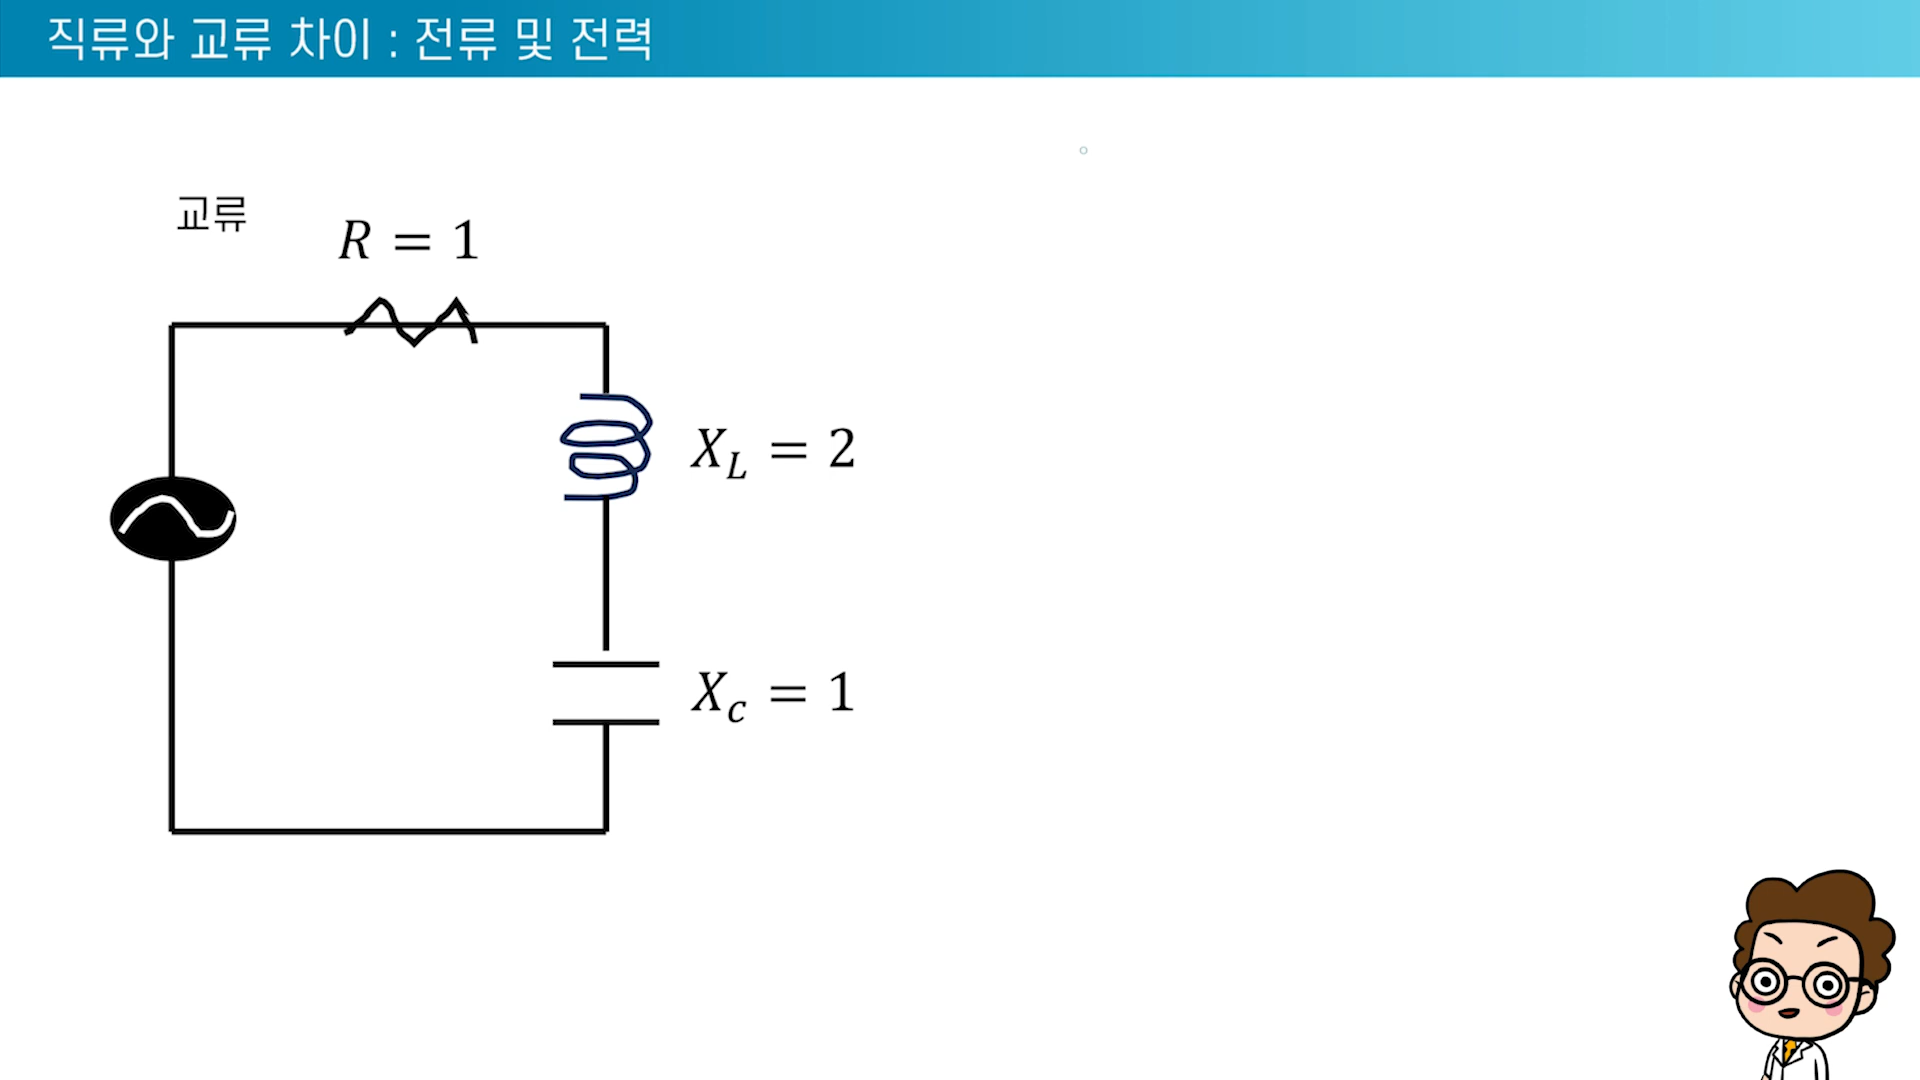 직류와 교류 차이 : 전류 및 전력
교류
R = 1
X_L = 2
X_c = 1